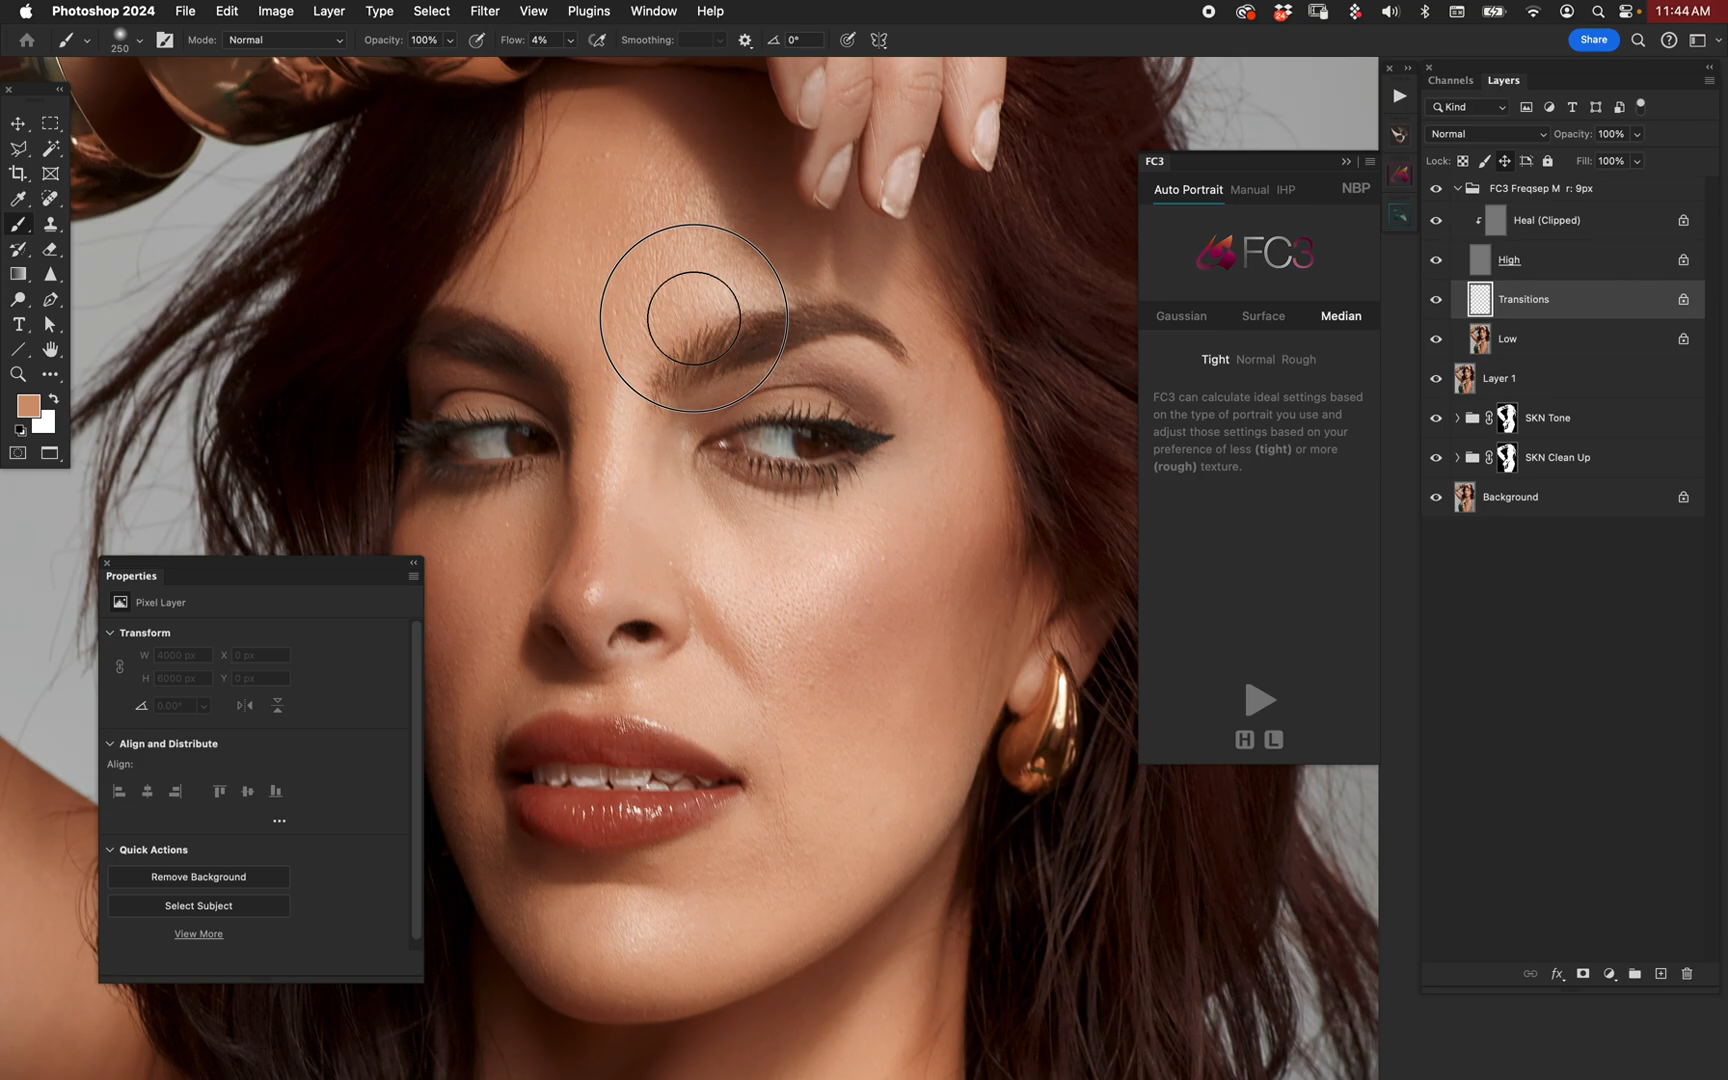 Photoshop 2024 File Edit Image Layer Type Select Filter View Plugins Window Help 24 11:44 AM
250 Mode: Normal Opacity: 100% Flow: 4% Smoothing: 0° Share
Channels Layers
Kind
Normal Opacity: 100%
Lock: Fill: 100%
FC3 Freqsep M r: 9px
Heal (Clipped)
High
Transitions
Low
Layer 1
SKN Tone
SKN Clean Up
Background
FC3
Auto Portrait Manual IHP NBP
FC3
Gaussian Surface Median
Tight Normal Rough
FC3 can calculate ideal settings based
on the type of portrait you use and
adjust those settings based on your
preference of less (tight) or more
(rough) texture.
H L
Properties
Pixel Layer
Transform
W 4000 px X 0 px
H 6000 px Y 0 px
0.00°
Align and Distribute
Align:
Quick Actions
Remove Background
Select Subject
View More